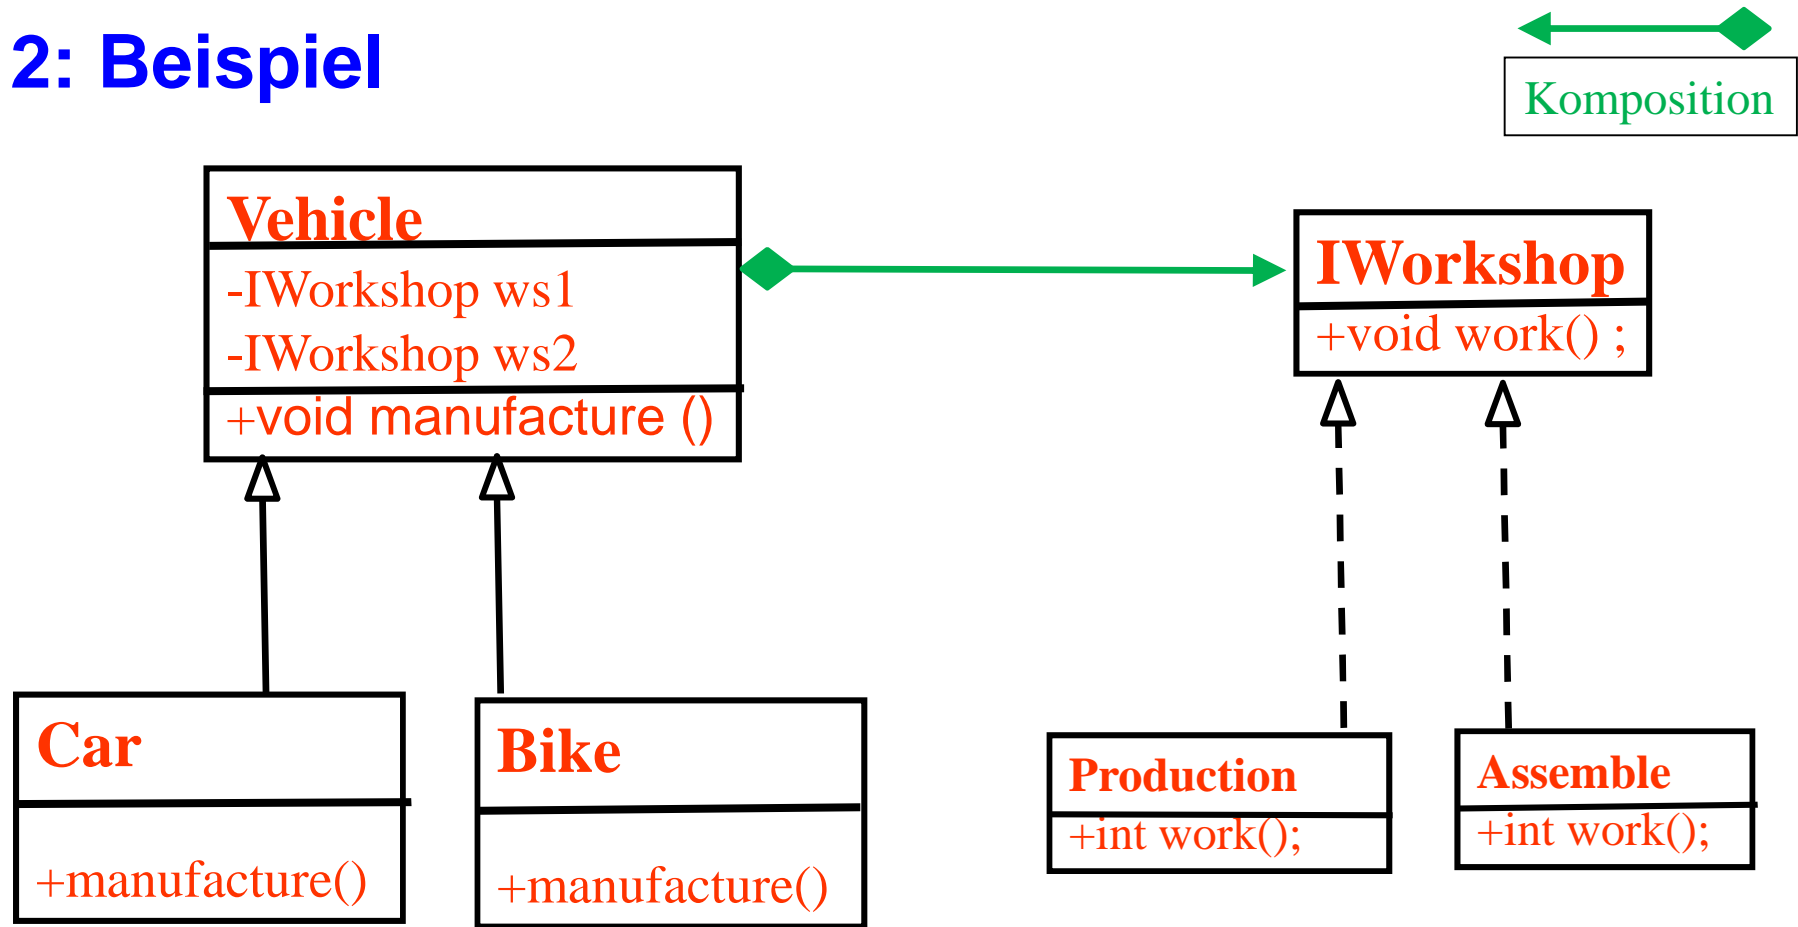 2: Beispiel
Komposition
Vehicle
-IWorkshop ws1
-IWorkshop ws2
+void manufacture ()
IWorkshop
+void work() ;
Car
+manufacture()
Bike
+manufacture()
Production
+int work();
Assemble
+int work();